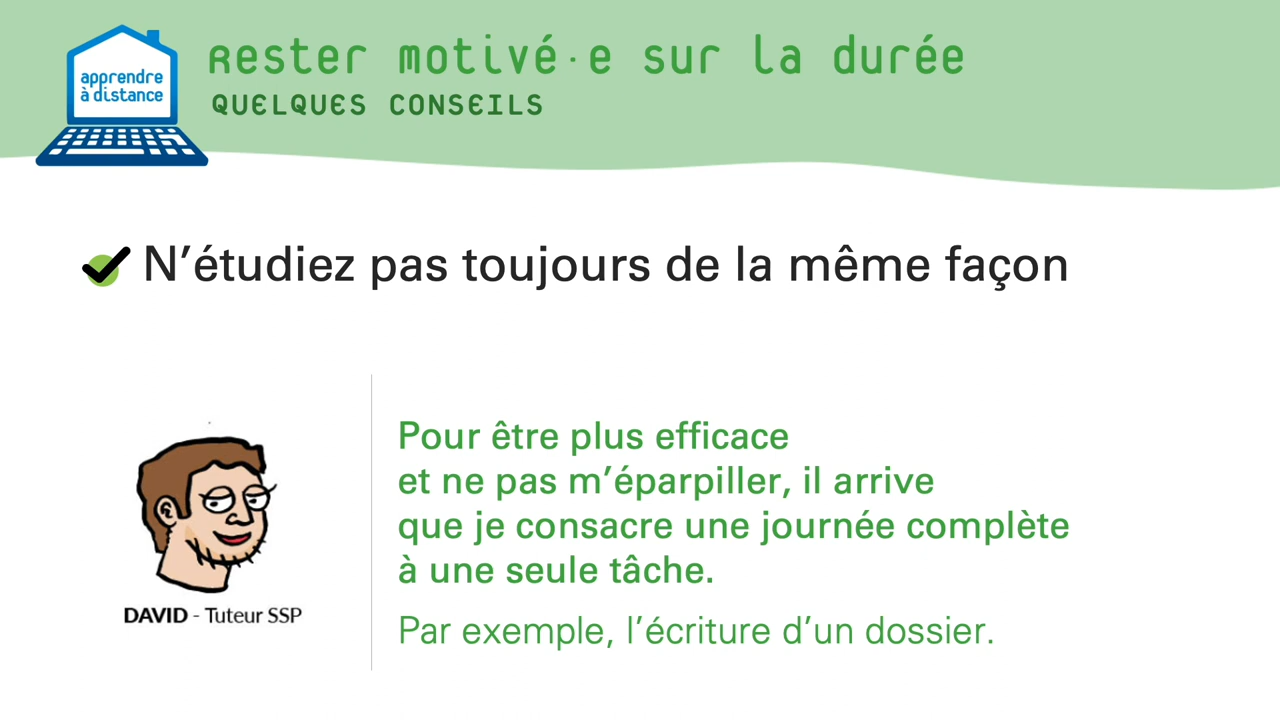 apprendre
à distance
Rester motivé·e sur la durée
QUELQUES CONSEILS
N’étudiez pas toujours de la même façon
Pour être plus efficace
et ne pas m’éparpiller, il arrive
que je consacre une journée complète
à une seule tâche.
Par exemple, l’écriture d’un dossier.
DAVID - Tuteur SSP